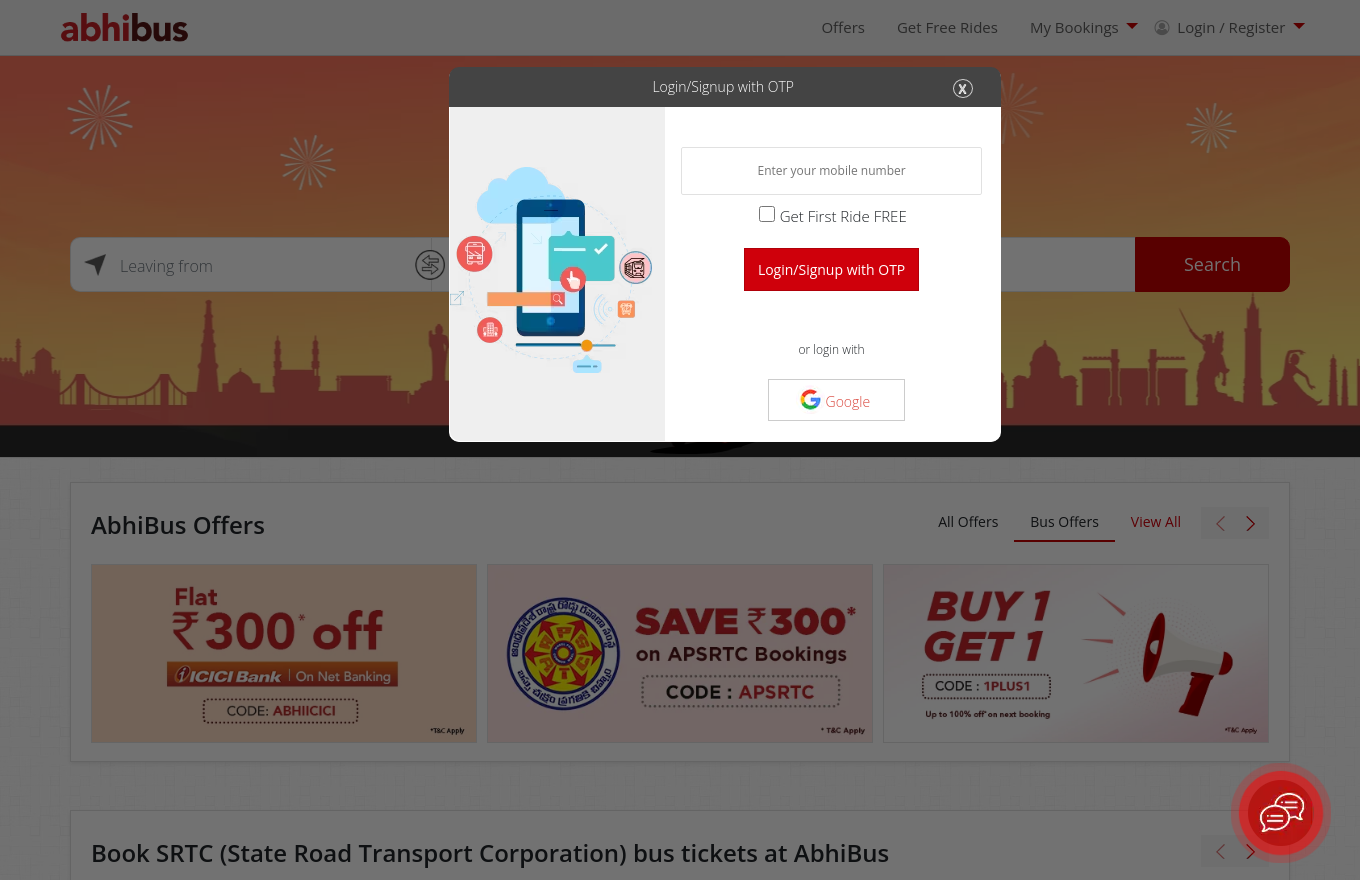 abhibus
Offers
Get Free Rides
My Bookings
Login / Register
Login/Signup with OTP
X
Enter your mobile number
Get First Ride FREE
Login/Signup with OTP
or login with
Google
Leaving from
Search
AbhiBus Offers
All Offers
Bus Offers
View All
Flat
₹300* off
ICICI Bank | On Net Banking
CODE: ABHIICICI
*T&C Apply
SAVE ₹300*
on APSRTC Bookings
CODE : APSRTC
* T&C Apply
BUY 1
GET 1
CODE : 1PLUS1
Up to 100% off* on next booking
*T&C Apply
Book SRTC (State Road Transport Corporation) bus tickets at AbhiBus